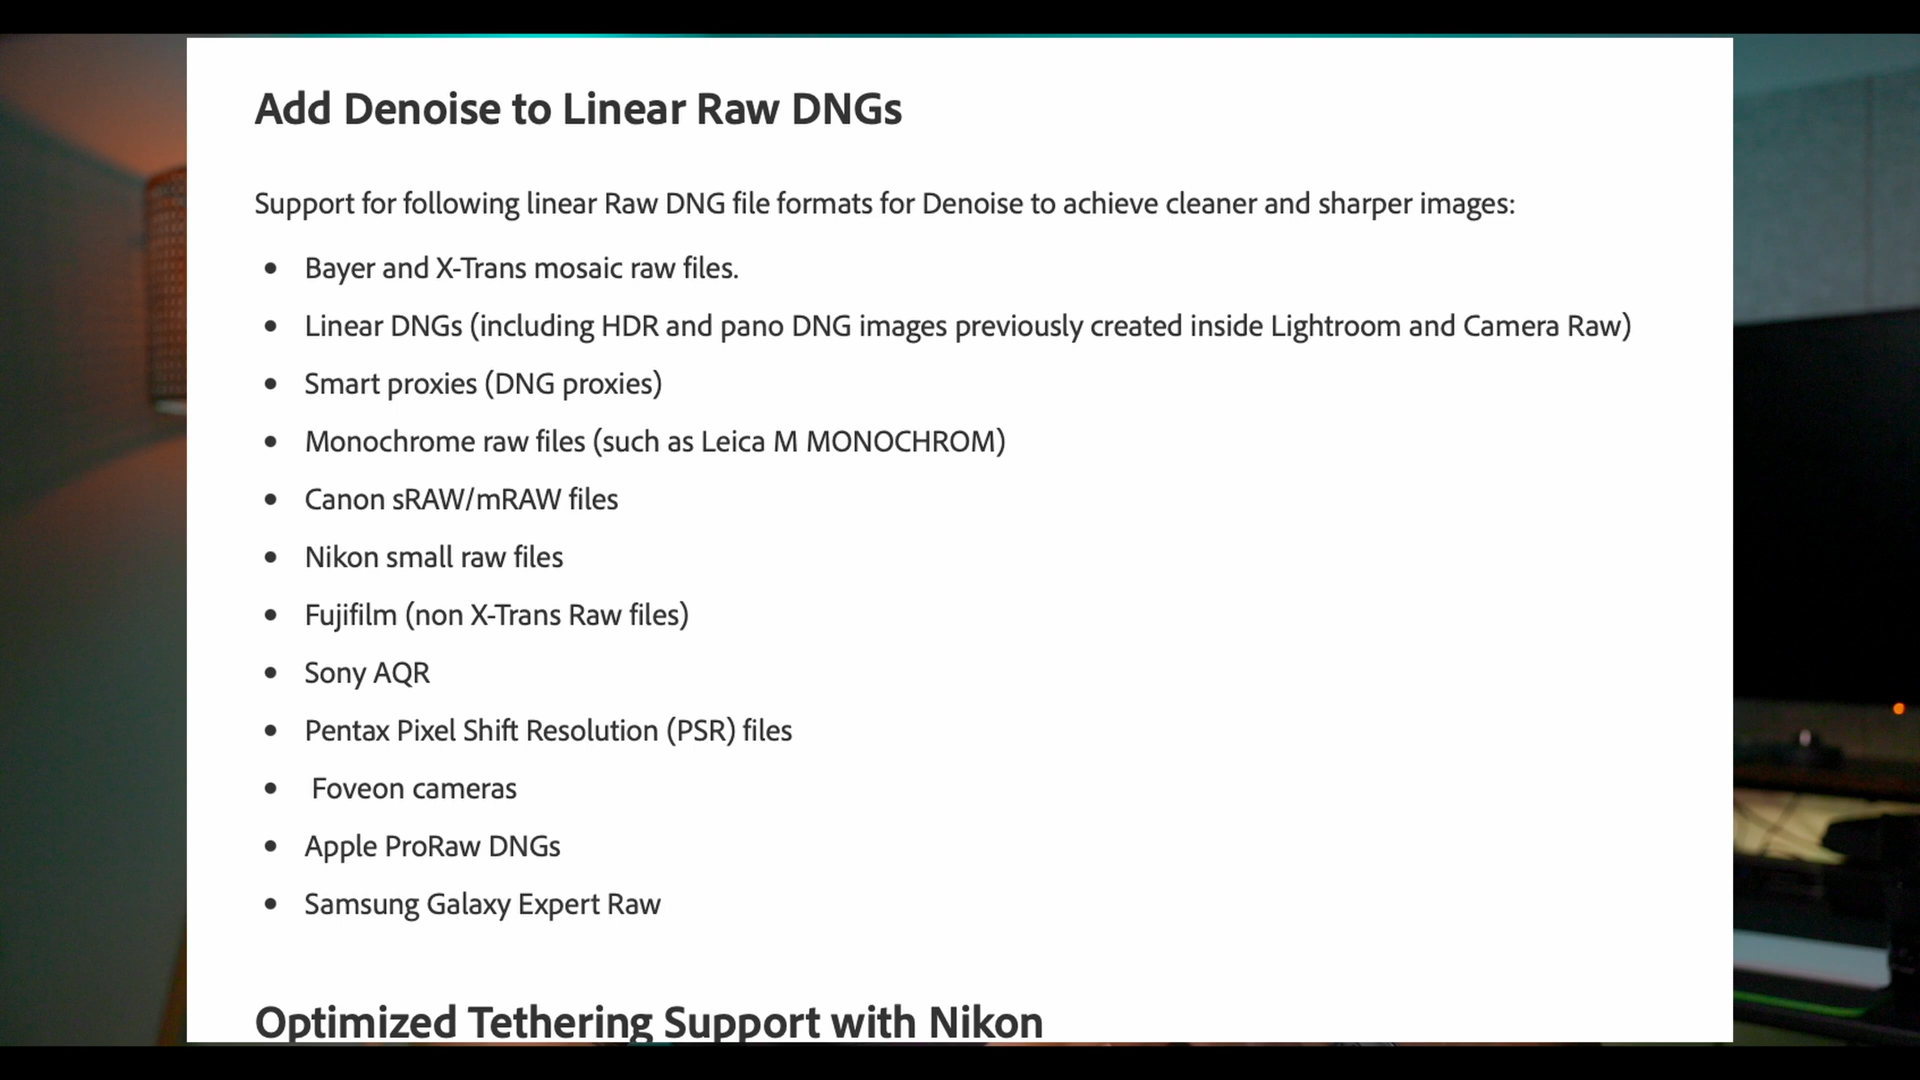 Add Denoise to Linear Raw DNGs
Support for following linear Raw DNG file formats for Denoise to achieve cleaner and sharper images:
• Bayer and X-Trans mosaic raw files.
• Linear DNGs (including HDR and pano DNG images previously created inside Lightroom and Camera Raw)
• Smart proxies (DNG proxies)
• Monochrome raw files (such as Leica M MONOCHROM)
• Canon sRAW/mRAW files
• Nikon small raw files
• Fujifilm (non X-Trans Raw files)
• Sony AQR
• Pentax Pixel Shift Resolution (PSR) files
• Foveon cameras
• Apple ProRaw DNGs
• Samsung Galaxy Expert Raw
Optimized Tethering Support with Nikon